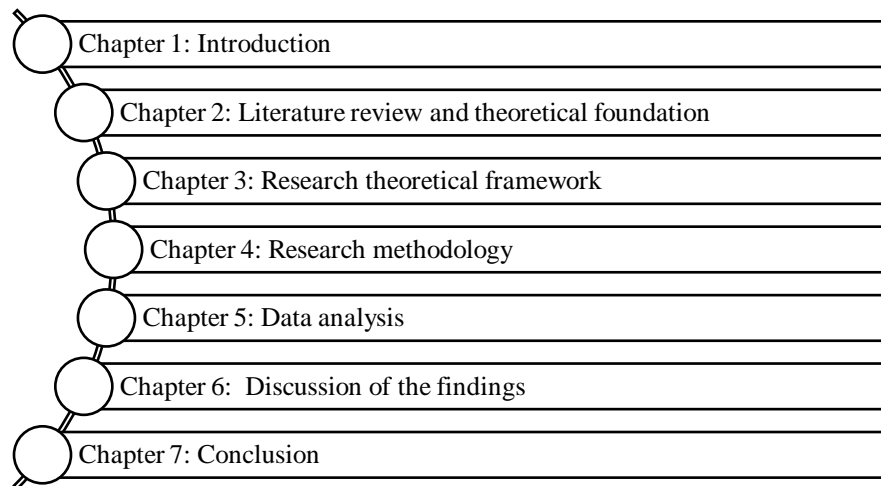 Chapter 1: Introduction
Chapter 2: Literature review and theoretical foundation
Chapter 3: Research theoretical framework
Chapter 4: Research methodology
Chapter 5: Data analysis
Chapter 6:  Discussion of the findings
Chapter 7: Conclusion